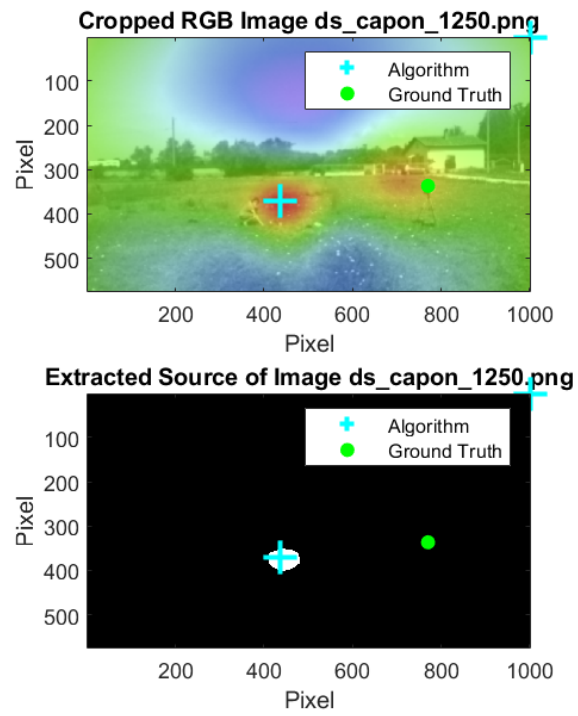 Cropped RGB Image ds_capon_1250.png
Algorithm
Ground Truth
100
200
300
400
500
Pixel
200
400
600
800
1000
Pixel
Extracted Source of Image ds_capon_1250.png
Algorithm
Ground Truth
100
200
300
400
500
Pixel
200
400
600
800
1000
Pixel